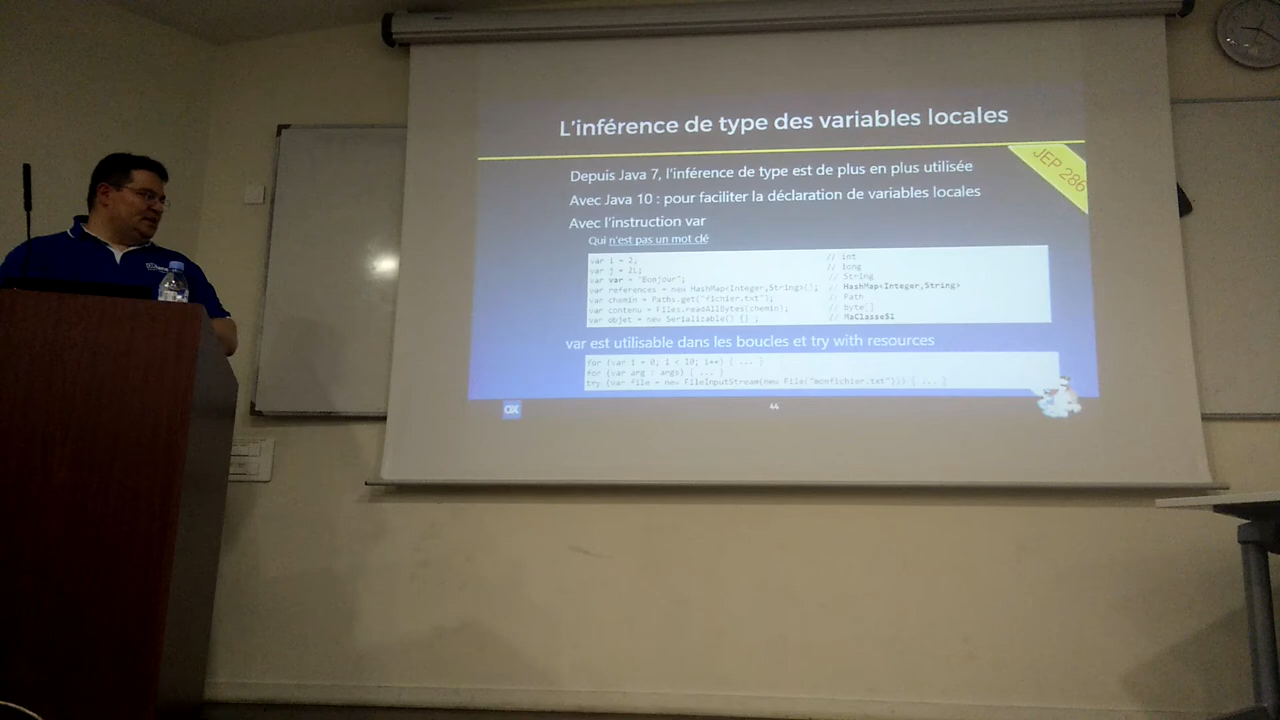 L'inférence de type des variables locales
JEP 286
Depuis Java 7, l'inférence de type est de plus en plus utilisée
Avec Java 10 : pour faciliter la déclaration de variables locales
Avec l'instruction var
Qui n'est pas un mot clé
var i = 2; // int
var j = 2L; // long
var var = "Bonjour"; // String
var references = new HashMap<Integer,String>(); // HashMap<Integer,String>
var chemin = Paths.get("fichier.txt"); // Path
var contenu = Files.readAllBytes(chemin); // byte[]
var objet = new Serializable() {} ; // MaClasse$1
var est utilisable dans les boucles et try with resources
for (var i = 0; i < 10; i++) { ... }
for (var arg : args) { ... }
try (var file = new FileInputStream(new File("monfichier.txt"))) { ... }
OX
44